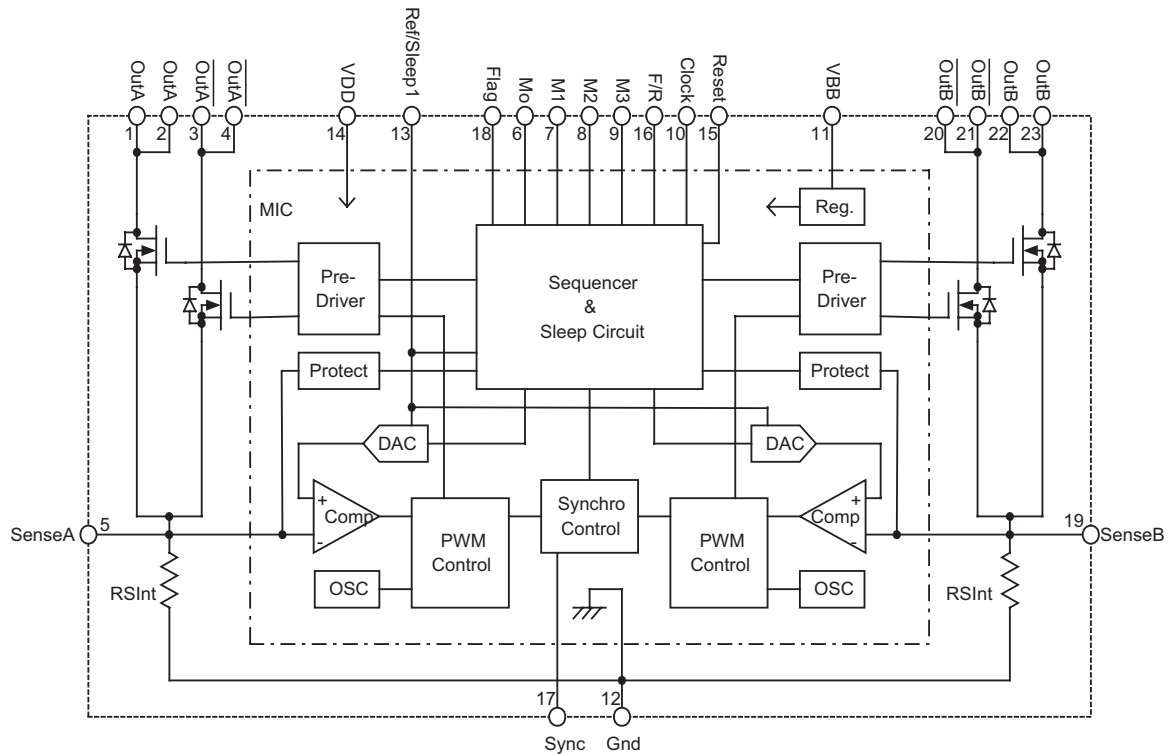 OutA
OutA
OutA
OutA
VDD
Ref/Sleep1
Flag
Mo
M1
M2
M3
F/R
Clock
Reset
VBB
OutB
OutB
OutB
OutB
1
2
3
4
14
13
18
6
7
8
9
16
10
15
11
20
21
22
23
MIC
Reg.
Pre-
Driver
Sequencer
&
Sleep Circuit
Pre-
Driver
Protect
Protect
DAC
DAC
+
Comp
-
PWM
Control
Synchro
Control
PWM
Control
+
Comp
-
SenseA
5
19
SenseB
RSInt
OSC
OSC
RSInt
17
12
Sync
Gnd